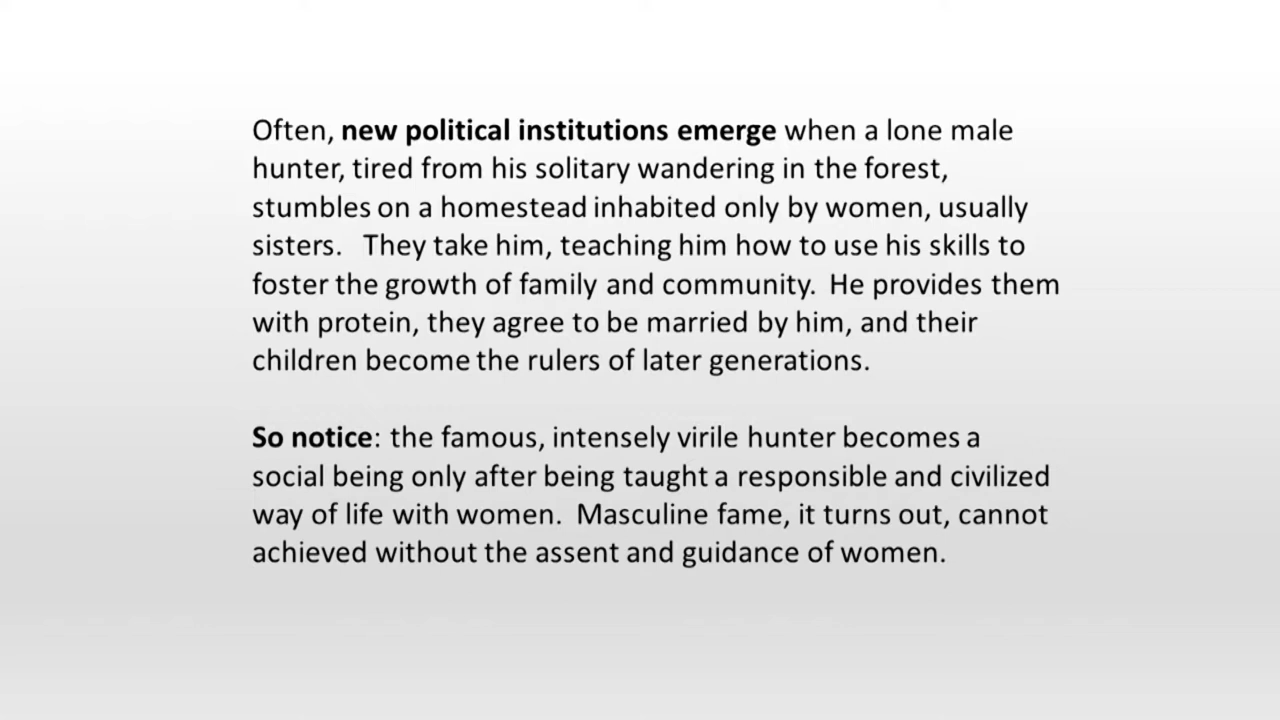 Often, new political institutions emerge when a lone male
hunter, tired from his solitary wandering in the forest,
stumbles on a homestead inhabited only by women, usually
sisters. They take him, teaching him how to use his skills to
foster the growth of family and community. He provides them
with protein, they agree to be married by him, and their
children become the rulers of later generations.
So notice: the famous, intensely virile hunter becomes a
social being only after being taught a responsible and civilized
way of life with women. Masculine fame, it turns out, cannot
achieved without the assent and guidance of women.